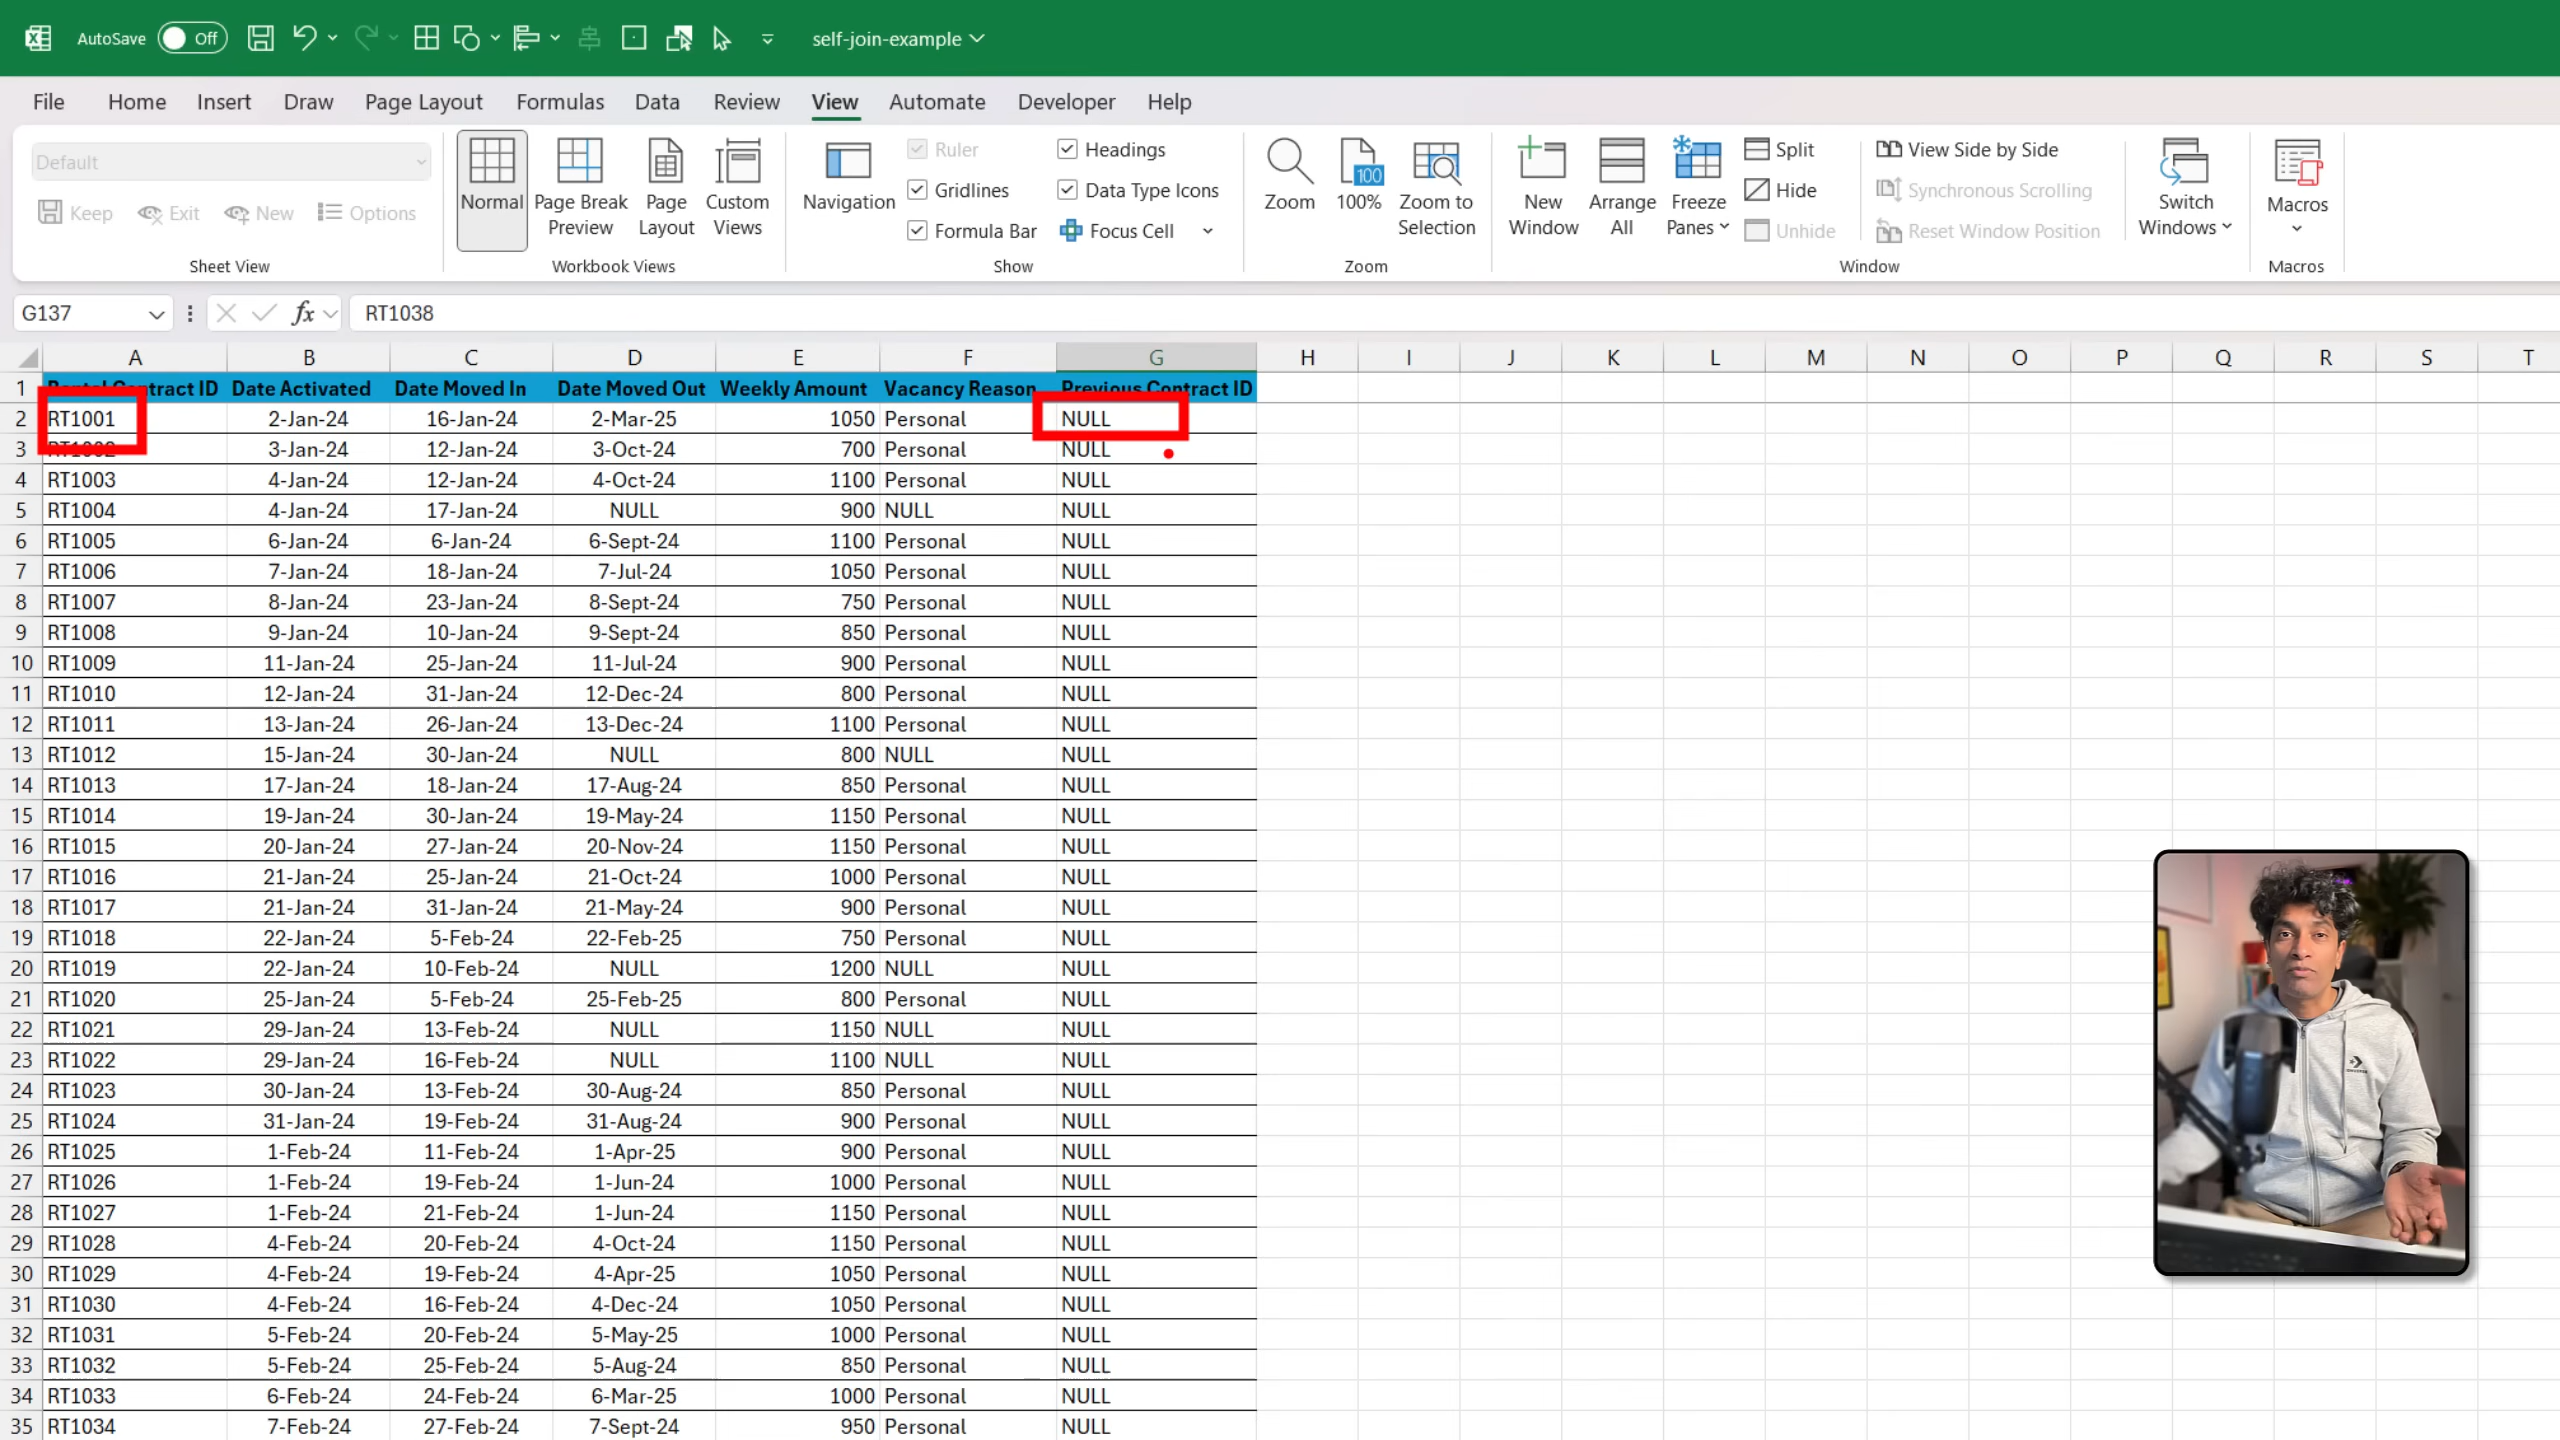 AutoSave Off self-join-example
File Home Insert Draw Page Layout Formulas Data Review View Automate Developer Help
Default
Keep Exit New Options
Sheet View
Normal
Page Break Preview
Page Layout
Custom Views
Workbook Views
Navigation
Ruler
Gridlines
Formula Bar
Headings
Data Type Icons
Focus Cell
Show
Zoom
100
100%
Zoom to Selection
Zoom
New Window
Arrange All
Freeze Panes
Split
Hide
Unhide
View Side by Side
Synchronous Scrolling
Reset Window Position
Window
Switch Windows
Macros
Macros
G137 fx RT1038
A B C D E F G H I J K L M N O P Q R S T
1 Rental Contract ID Date Activated Date Moved In Date Moved Out Weekly Amount Vacancy Reason Previous Contract ID
2 RT1001 2-Jan-24 16-Jan-24 2-Mar-25 1050 Personal NULL
3 RT1002 3-Jan-24 12-Jan-24 3-Oct-24 700 Personal NULL
4 RT1003 4-Jan-24 12-Jan-24 4-Oct-24 1100 Personal NULL
5 RT1004 4-Jan-24 17-Jan-24 NULL 900 NULL NULL
6 RT1005 6-Jan-24 6-Jan-24 6-Sept-24 1100 Personal NULL
7 RT1006 7-Jan-24 18-Jan-24 7-Jul-24 1050 Personal NULL
8 RT1007 8-Jan-24 23-Jan-24 8-Sept-24 750 Personal NULL
9 RT1008 9-Jan-24 10-Jan-24 9-Sept-24 850 Personal NULL
10 RT1009 11-Jan-24 25-Jan-24 11-Jul-24 900 Personal NULL
11 RT1010 12-Jan-24 31-Jan-24 12-Dec-24 800 Personal NULL
12 RT1011 13-Jan-24 26-Jan-24 13-Dec-24 1100 Personal NULL
13 RT1012 15-Jan-24 30-Jan-24 NULL 800 NULL NULL
14 RT1013 17-Jan-24 18-Jan-24 17-Aug-24 850 Personal NULL
15 RT1014 19-Jan-24 30-Jan-24 19-May-24 1150 Personal NULL
16 RT1015 20-Jan-24 27-Jan-24 20-Nov-24 1150 Personal NULL
17 RT1016 21-Jan-24 25-Jan-24 21-Oct-24 1000 Personal NULL
18 RT1017 21-Jan-24 31-Jan-24 21-May-24 900 Personal NULL
19 RT1018 22-Jan-24 5-Feb-24 22-Feb-25 750 Personal NULL
20 RT1019 22-Jan-24 10-Feb-24 NULL 1200 NULL NULL
21 RT1020 25-Jan-24 5-Feb-24 25-Feb-25 800 Personal NULL
22 RT1021 29-Jan-24 13-Feb-24 NULL 1150 NULL NULL
23 RT1022 29-Jan-24 16-Feb-24 NULL 1100 NULL NULL
24 RT1023 30-Jan-24 13-Feb-24 30-Aug-24 850 Personal NULL
25 RT1024 31-Jan-24 19-Feb-24 31-Aug-24 900 Personal NULL
26 RT1025 1-Feb-24 11-Feb-24 1-Apr-25 900 Personal NULL
27 RT1026 1-Feb-24 19-Feb-24 1-Jun-24 1000 Personal NULL
28 RT1027 1-Feb-24 21-Feb-24 1-Jun-24 1150 Personal NULL
29 RT1028 4-Feb-24 20-Feb-24 4-Oct-24 1150 Personal NULL
30 RT1029 4-Feb-24 19-Feb-24 4-Apr-25 1050 Personal NULL
31 RT1030 4-Feb-24 16-Feb-24 4-Dec-24 1050 Personal NULL
32 RT1031 5-Feb-24 20-Feb-24 5-May-25 1000 Personal NULL
33 RT1032 5-Feb-24 25-Feb-24 5-Aug-24 850 Personal NULL
34 RT1033 6-Feb-24 24-Feb-24 6-Mar-25 1000 Personal NULL
35 RT1034 7-Feb-24 27-Feb-24 7-Sept-24 950 Personal NULL